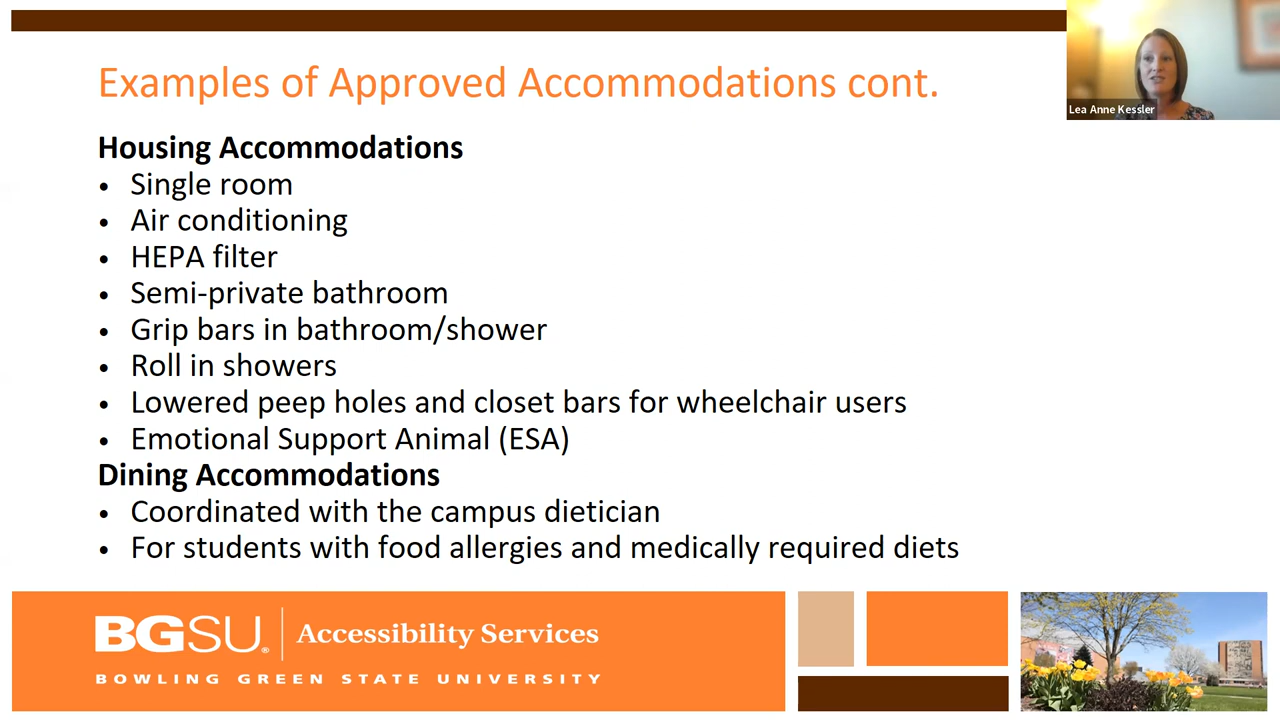 Examples of Approved Accommodations cont.
Lea Anne Kessler
Housing Accommodations
• Single room
• Air conditioning
• HEPA filter
• Semi-private bathroom
• Grip bars in bathroom/shower
• Roll in showers
• Lowered peep holes and closet bars for wheelchair users
• Emotional Support Animal (ESA)
Dining Accommodations
• Coordinated with the campus dietician
• For students with food allergies and medically required diets
BGSU® Accessibility Services
BOWLING GREEN STATE UNIVERSITY